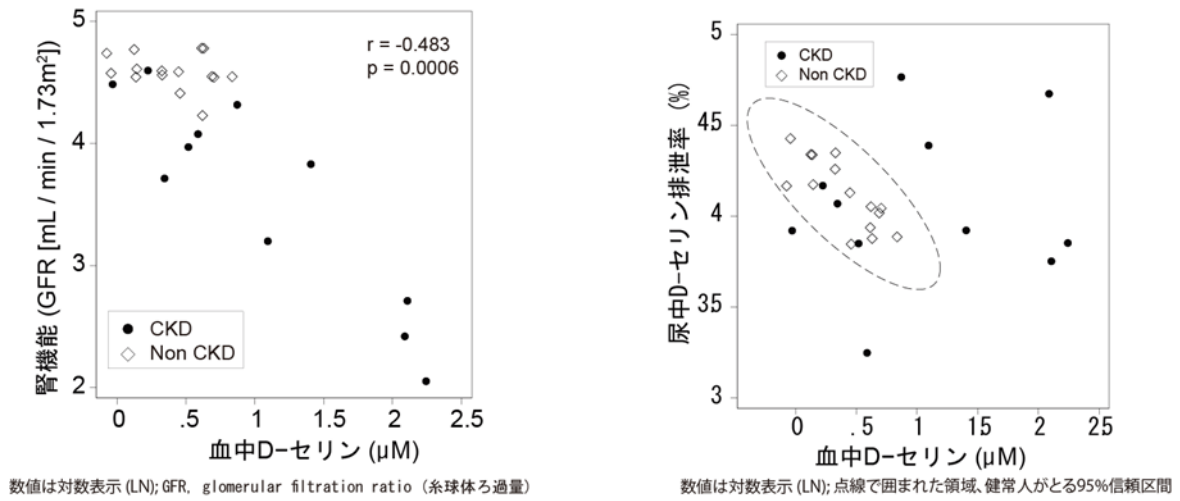 5
4
3
2
0
.5
1
1.5
2
2.5
腎機能 (GFR [mL / min / 1.73m²])
血中D−セリン (μM)
r = -0.483
p = 0.0006
CKD
Non CKD
数値は対数表示 (LN); GFR, glomerular filtration ratio (糸球体ろ過量)
5
45
4
35
3
0
.5
1
15
2
25
尿中D−セリン排泄率 (%)
血中D−セリン (μM)
CKD
Non CKD
数値は対数表示 (LN); 点線で囲まれた領域、健常人がとる95%信頼区間